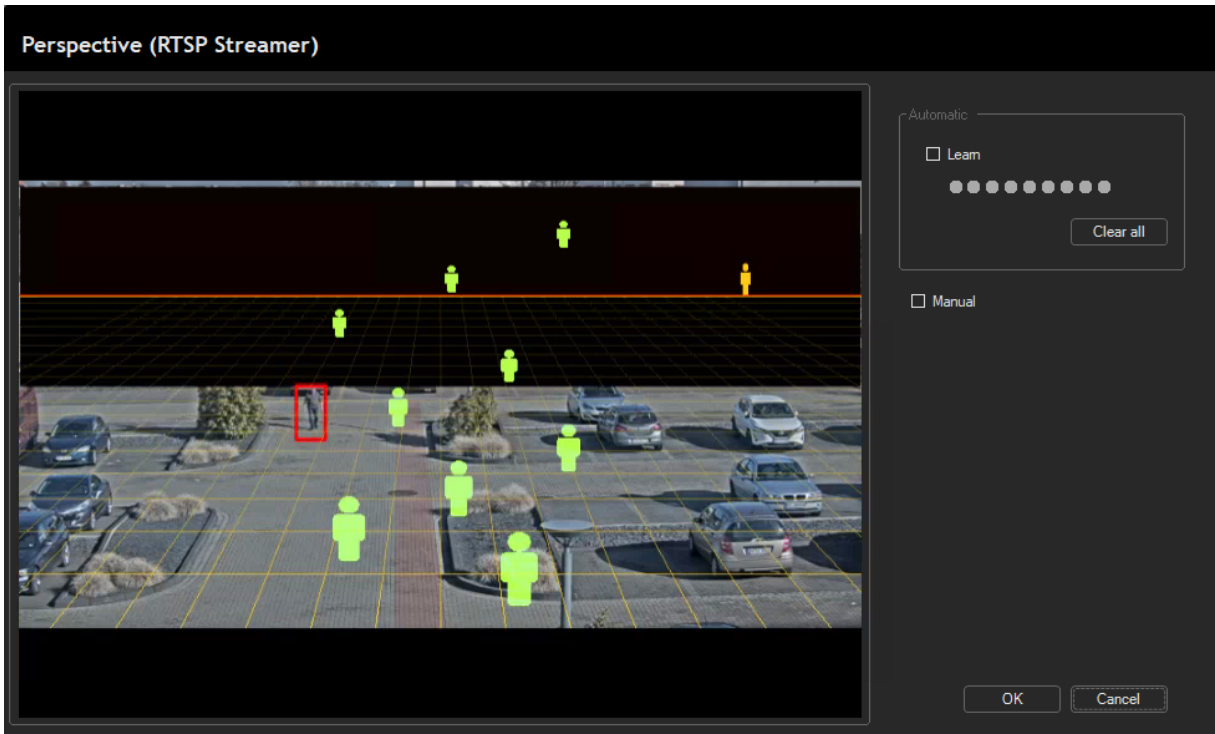 Perspective (RTSP Streamer)
Automatic
Learn
Clear all
Manual
OK
Cancel